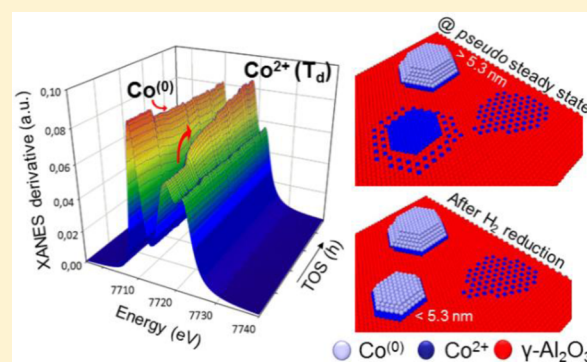 XANES derivative (a.u.)
0,10
0,08
0,06
0,04
0,02
0,00
Co(0)
Co2+ (Td)
7710
7720
7730
7740
Energy (eV)
TOS (h)
@ pseudo steady state
> 5.3 nm
After H2 reduction
< 5.3 nm
Co(0) Co2+ γ-Al2O3